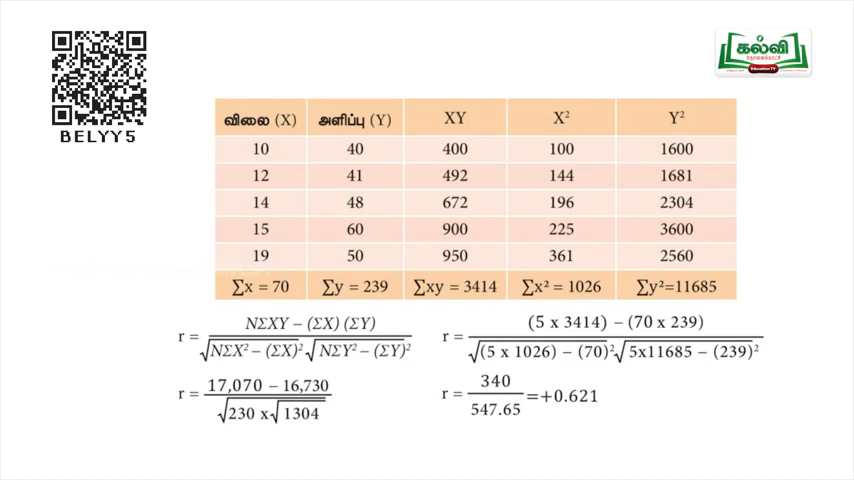 கல்வி
தொலைக்காட்சி
Education TV
BELYY5
விலை (X) அளிப்பு (Y) XY X² Y²
10 40 400 100 1600
12 41 492 144 1681
14 48 672 196 2304
15 60 900 225 3600
19 50 950 361 2560
∑x = 70 ∑y = 239 ∑xy = 3414 ∑x² = 1026 ∑y²=11685
r = NΣXY – (ΣX) (ΣY) / √NΣX² – (ΣX)² √NΣY² – (ΣY)²
r = (5 x 3414) – (70 x 239) / √(5 x 1026) – (70)² √5x11685 – (239)²
r = 17,070 – 16,730 / √230 x √1304
r = 340 / 547.65 =+0.621